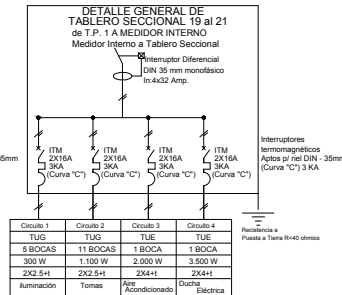 DETALLE GENERAL DE
TABLERO SECCIONAL 19 al 21
de T.P. 1 A MEDIDOR INTERNO
Medidor Interno a Tablero Seccional
Interruptor Diferencial
DIN 35 mm monofásico
In:4x32 Amp.
5mm
ITM
2X16A
3KA
(Curva "C")
ITM
2X16A
3KA
(Curva "C")
ITM
2X16A
3KA
(Curva "C")
ITM
2X16A
3KA
(Curva "C")
Interruptores
termomagnéticos
Aptos p/ riel DIN - 35mm
(Curva "C") 3 KA
Circuito 1 Circuito 2 Circuito 3 Circuito 4
TUG TUG TUE TUE
5 BOCAS 11 BOCAS 1 BOCA 1 BOCA
300 W 1.100 W 2.000 W 3.500 W
2X2.5+t 2X2.5+t 2X4+t 2X4+t
iluminación Tomas Aire Acondicionado Ducha Eléctrica
Recistencia a
Puesta a Tierra R<40 ohmios